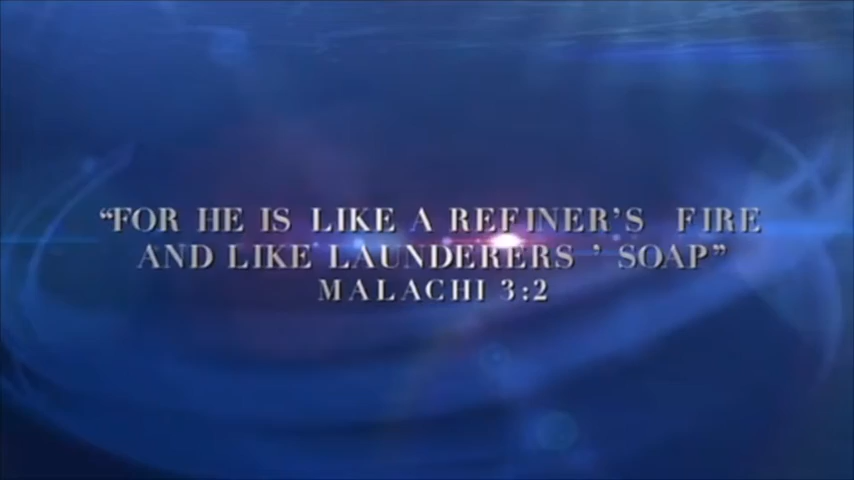 “FOR HE IS LIKE A REFINER’S FIRE
AND LIKE LAUNDERERS ’ SOAP”
MALACHI 3:2